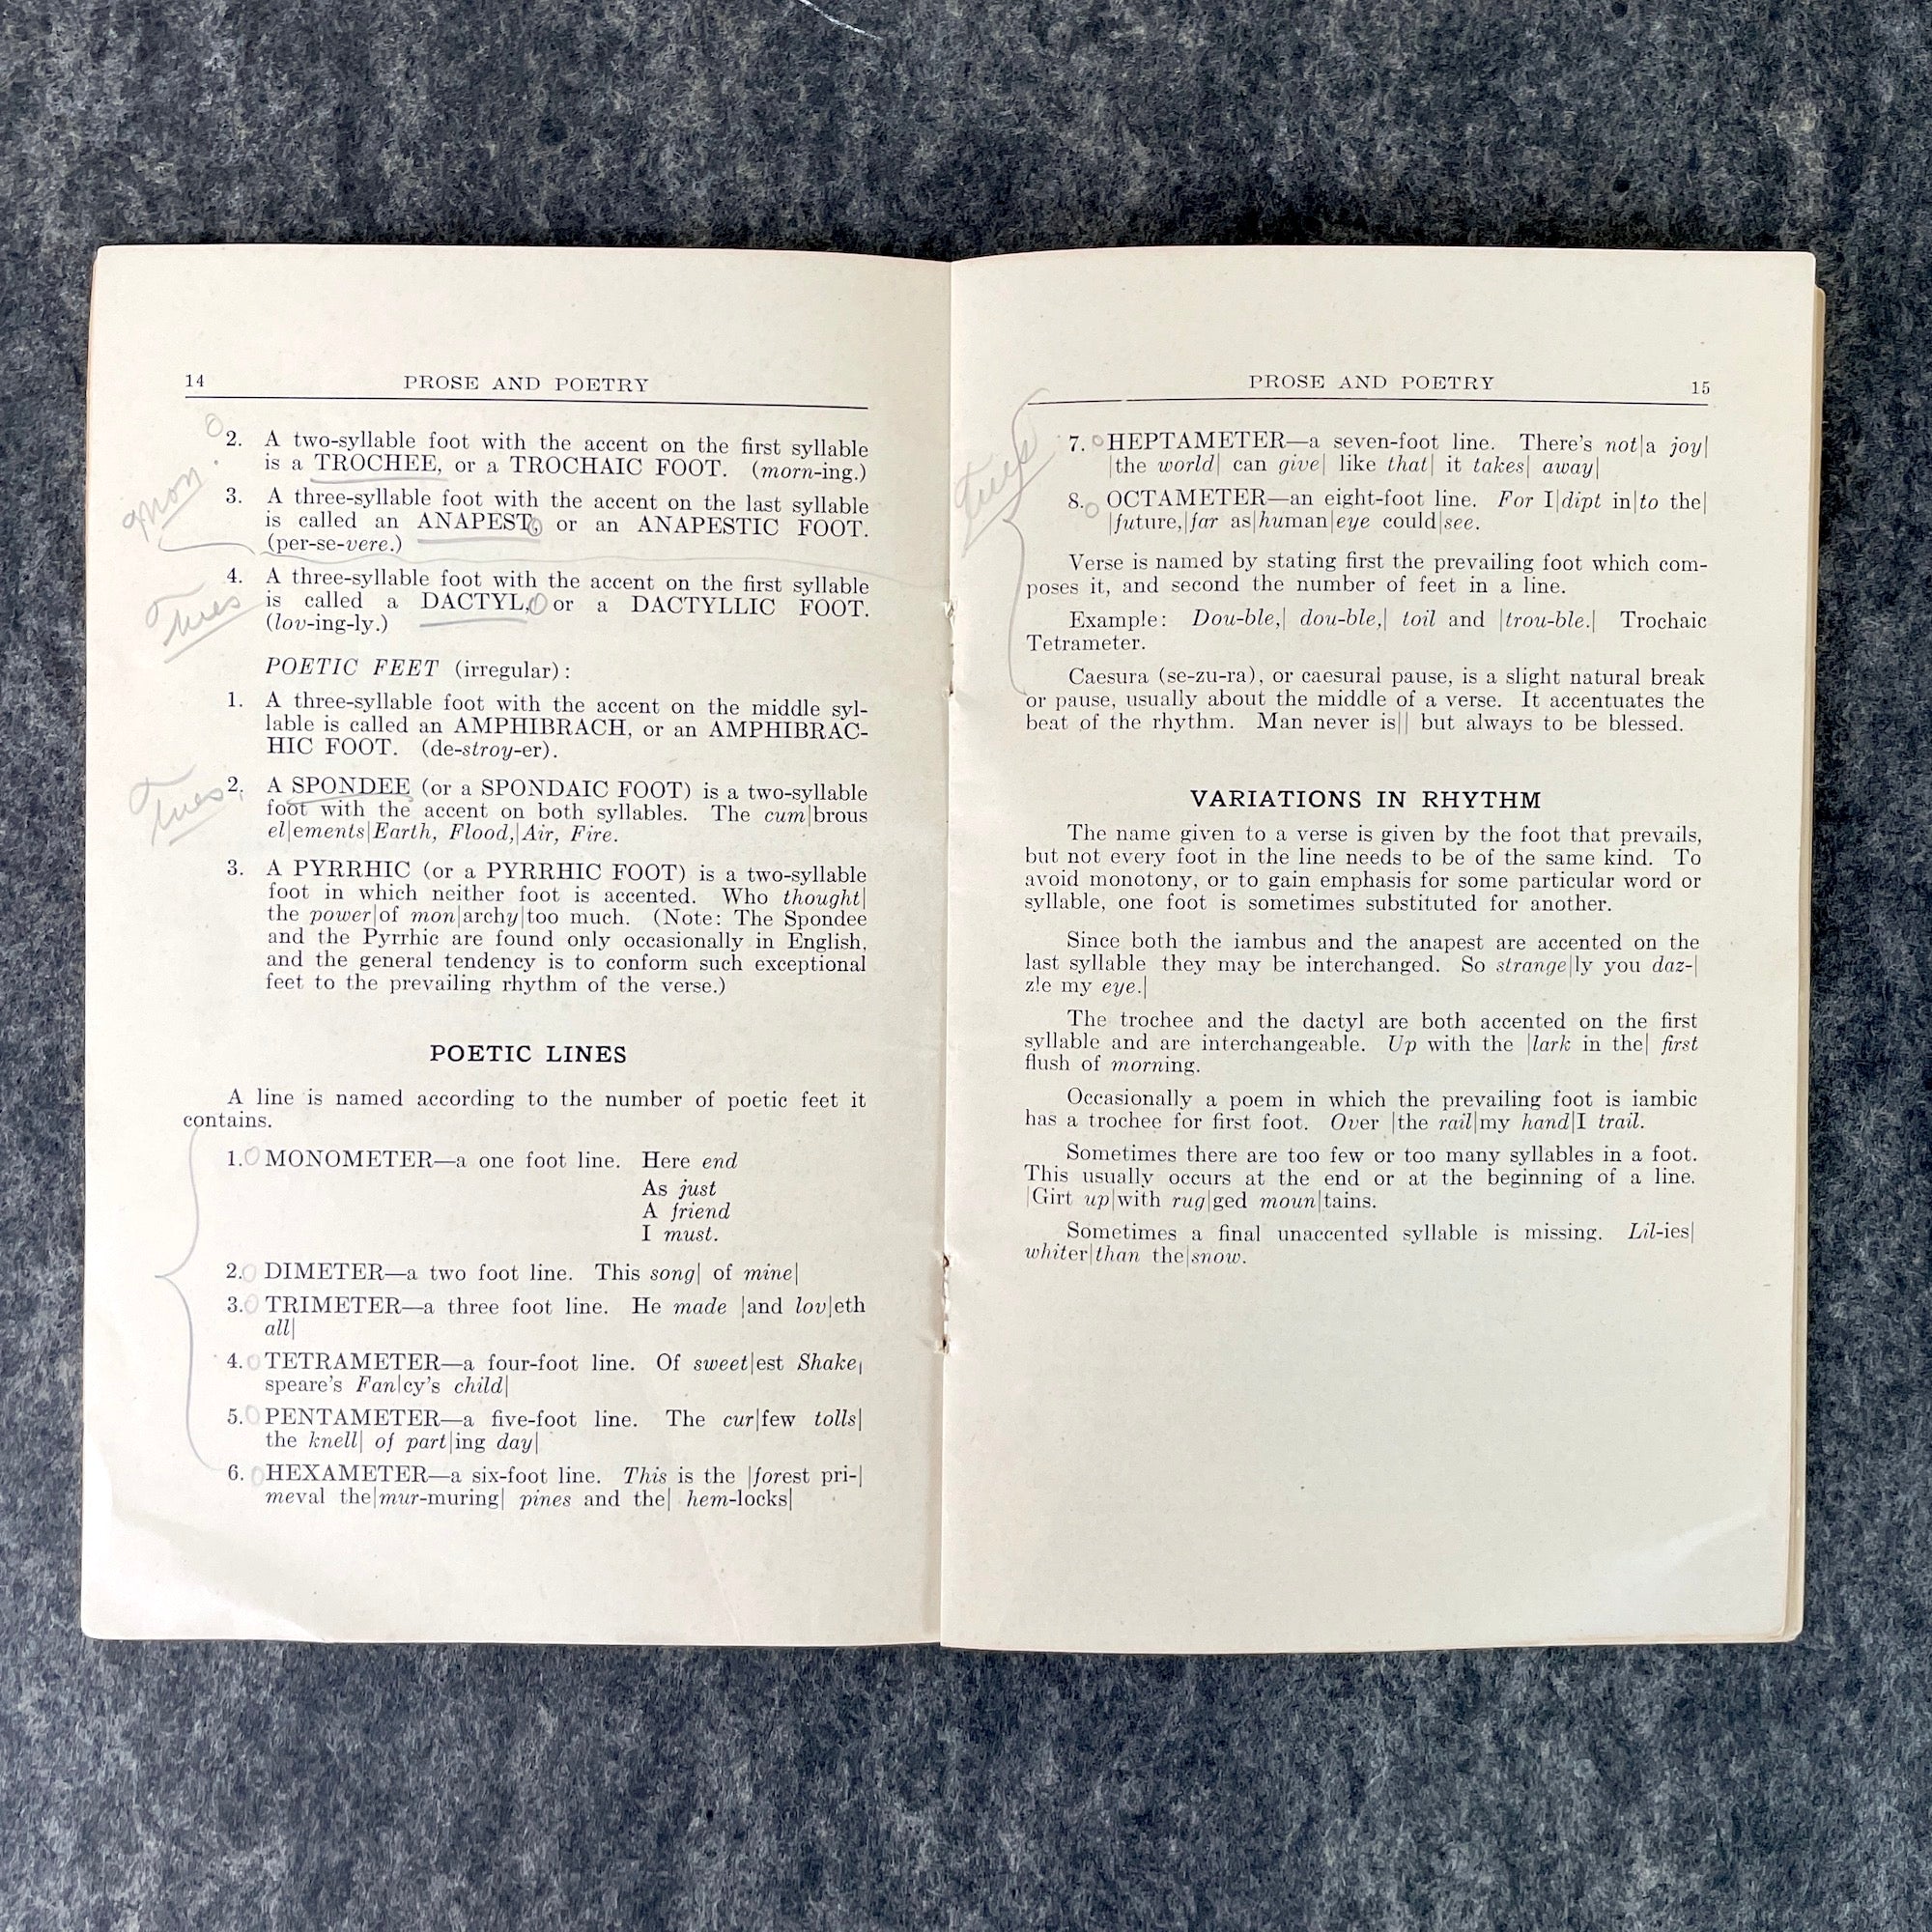 14 PROSE AND POETRY
2. A two-syllable foot with the accent on the first syllable
is a TROCHEE, or a TROCHAIC FOOT. (morn-ing.)
Mon.
3. A three-syllable foot with the accent on the last syllable
is called an ANAPEST, or an ANAPESTIC FOOT.
(per-se-vere.)
Tues
4. A three-syllable foot with the accent on the first syllable
is called a DACTYL, or a DACTYLLIC FOOT.
(lov-ing-ly.)
POETIC FEET (irregular):
1. A three-syllable foot with the accent on the middle syl-
lable is called an AMPHIBRACH, or an AMPHIBRAC-
HIC FOOT. (de-stroy-er).
Tues.
2. A SPONDEE (or a SPONDAIC FOOT) is a two-syllable
foot with the accent on both syllables. The cum|brous
el|ements|Earth, Flood,|Air, Fire.
3. A PYRRHIC (or a PYRRHIC FOOT) is a two-syllable
foot in which neither foot is accented. Who thought|
the power|of mon|archy|too much. (Note: The Spondee
and the Pyrrhic are found only occasionally in English,
and the general tendency is to conform such exceptional
feet to the prevailing rhythm of the verse.)
POETIC LINES
A line is named according to the number of poetic feet it
contains.
1. MONOMETER—a one foot line. Here end
As just
A friend
I must.
2. DIMETER—a two foot line. This song| of mine|
3. TRIMETER—a three foot line. He made |and lov|eth
all|
4. TETRAMETER—a four-foot line. Of sweet|est Shake|
speare's Fan|cy's child|
5. PENTAMETER—a five-foot line. The cur|few tolls|
the knell| of part|ing day|
6. HEXAMETER—a six-foot line. This is the |forest pri-|
meval the|mur-muring| pines and the| hem-locks|
PROSE AND POETRY 15
Tues
7. HEPTAMETER—a seven-foot line. There's not|a joy|
|the world| can give| like that| it takes| away|
8. OCTAMETER—an eight-foot line. For I|dipt in|to the|
|future,|far as|human|eye could|see.
Verse is named by stating first the prevailing foot which com-
poses it, and second the number of feet in a line.
Example: Dou-ble,| dou-ble,| toil and |trou-ble.| Trochaic
Tetrameter.
Caesura (se-zu-ra), or caesural pause, is a slight natural break
or pause, usually about the middle of a verse. It accentuates the
beat of the rhythm. Man never is|| but always to be blessed.
VARIATIONS IN RHYTHM
The name given to a verse is given by the foot that prevails,
but not every foot in the line needs to be of the same kind. To
avoid monotony, or to gain emphasis for some particular word or
syllable, one foot is sometimes substituted for another.
Since both the iambus and the anapest are accented on the
last syllable they may be interchanged. So strange|ly you daz-|
zle my eye.|
The trochee and the dactyl are both accented on the first
syllable and are interchangeable. Up with the |lark in the| first
flush of morning.
Occasionally a poem in which the prevailing foot is iambic
has a trochee for first foot. Over |the rail|my hand|I trail.
Sometimes there are too few or too many syllables in a foot.
This usually occurs at the end or at the beginning of a line.
|Girt up|with rug|ged moun|tains.
Sometimes a final unaccented syllable is missing. Lil-ies|
whiter|than the|snow.